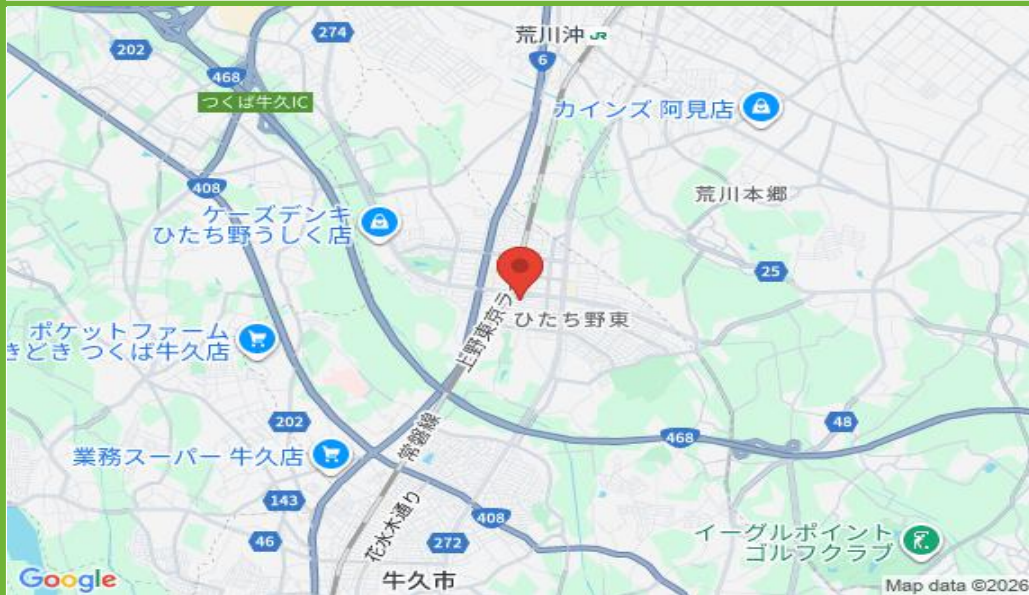 荒川沖 JR
274
202
6
468
つくば牛久IC
カインズ 阿見店
408
荒川本郷
ケーズデンキ
ひたち野うしく店
25
上野東京ラ
ひたち野東
ポケットファーム
きどき つくば牛久店
202
48
常磐線
468
業務スーパー 牛久店
143
花水木通り
408
46
272
イーグルポイント
ゴルフクラブ
牛久市
Google
Map data ©2026